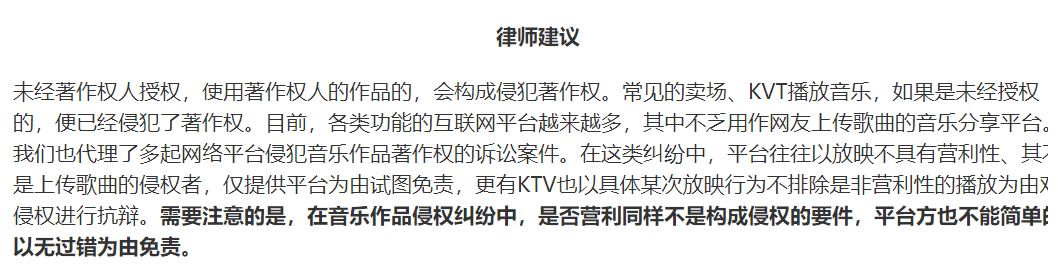 律师建议
未经著作权人授权，使用著作权人的作品的，会构成侵犯著作权。常见的卖场、KVT播放音乐，如果是未经授权
的，便已经侵犯了著作权。目前，各类功能的互联网平台越来越多，其中不乏用作网友上传歌曲的音乐分享平台。
我们也代理了多起网络平台侵犯音乐作品著作权的诉讼案件。在这类纠纷中，平台往往以放映不具有营利性、其不
是上传歌曲的侵权者，仅提供平台为由试图免责，更有KTV也以具体某次放映行为不排除是非营利性的播放为由对
侵权进行抗辩。需要注意的是，在音乐作品侵权纠纷中，是否营利同样不是构成侵权的要件，平台方也不能简单的
以无过错为由免责。